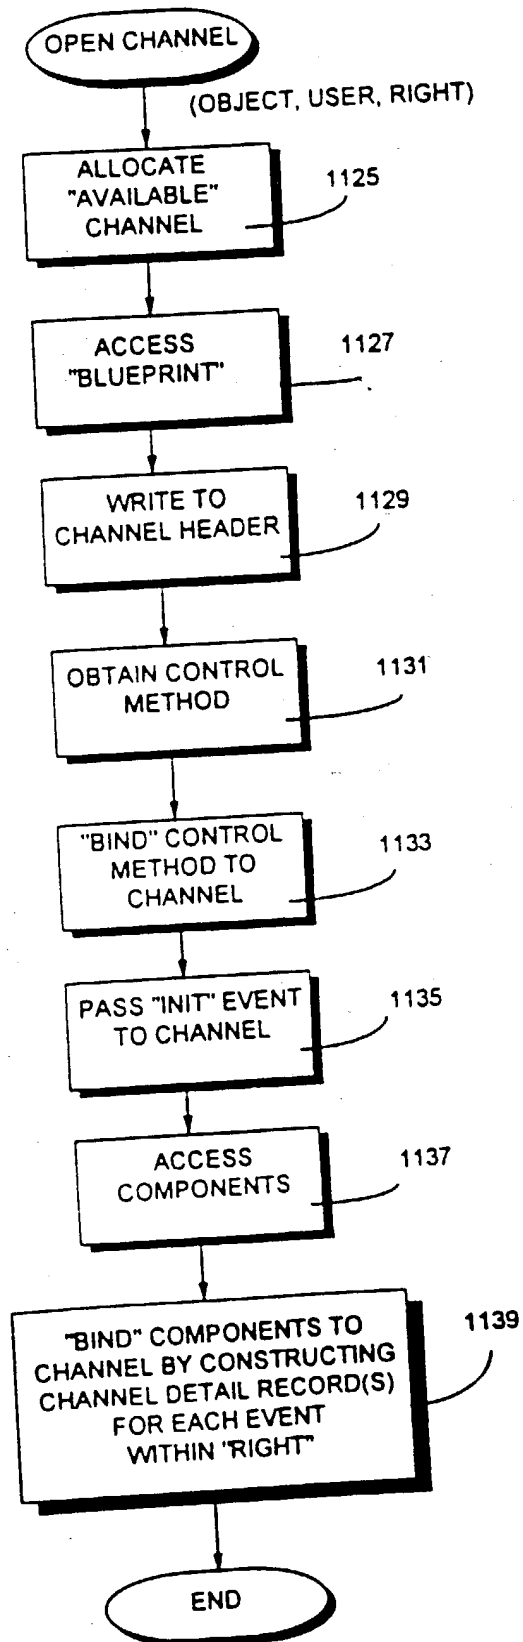 OPEN CHANNEL
(OBJECT, USER, RIGHT)
ALLOCATE
"AVAILABLE"
CHANNEL
1125
ACCESS
"BLUEPRINT"
1127
WRITE TO
CHANNEL HEADER
1129
OBTAIN CONTROL
METHOD
1131
"BIND" CONTROL
METHOD TO
CHANNEL
1133
PASS "INIT" EVENT
TO CHANNEL
1135
ACCESS
COMPONENTS
1137
"BIND" COMPONENTS TO
CHANNEL BY CONSTRUCTING
CHANNEL DETAIL RECORD(S)
FOR EACH EVENT
WITHIN "RIGHT"
1139
END